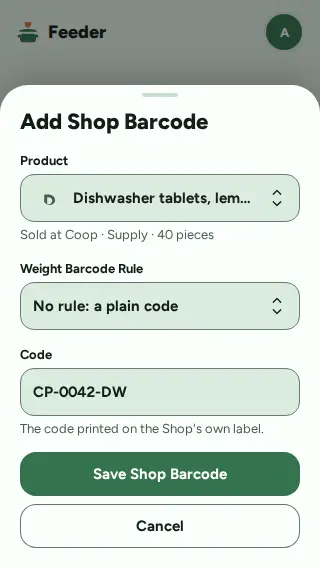 Feeder
A
Add Shop Barcode
Product
D
Dishwasher tablets, lem...
Sold at Coop · Supply · 40 pieces
Weight Barcode Rule
No rule: a plain code
Code
CP-0042-DW
The code printed on the Shop's own label.
Save Shop Barcode
Cancel